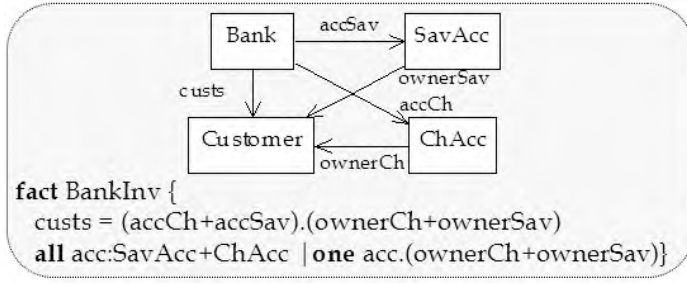 Bank
accSav
SavAcc
custs
ownerSav
accCh
Customer
ownerCh
ChAcc
fact BankInv {
custs = (accCh+accSav).(ownerCh+ownerSav)
all acc:SavAcc+ChAcc |one acc.(ownerCh+ownerSav)}